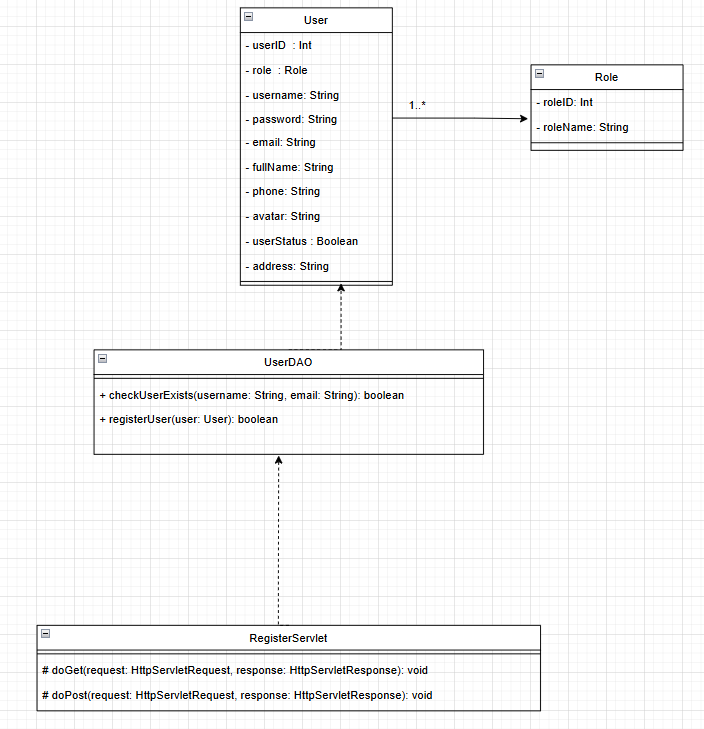 User
- userID : Int
- role : Role
- username: String
- password: String
- email: String
- fullName: String
- phone: String
- avatar: String
- userStatus : Boolean
- address: String
1..*
Role
- roleID: Int
- roleName: String
UserDAO
+ checkUserExists(username: String, email: String): boolean
+ registerUser(user: User): boolean
RegisterServlet
# doGet(request: HttpServletRequest, response: HttpServletResponse): void
# doPost(request: HttpServletRequest, response: HttpServletResponse): void